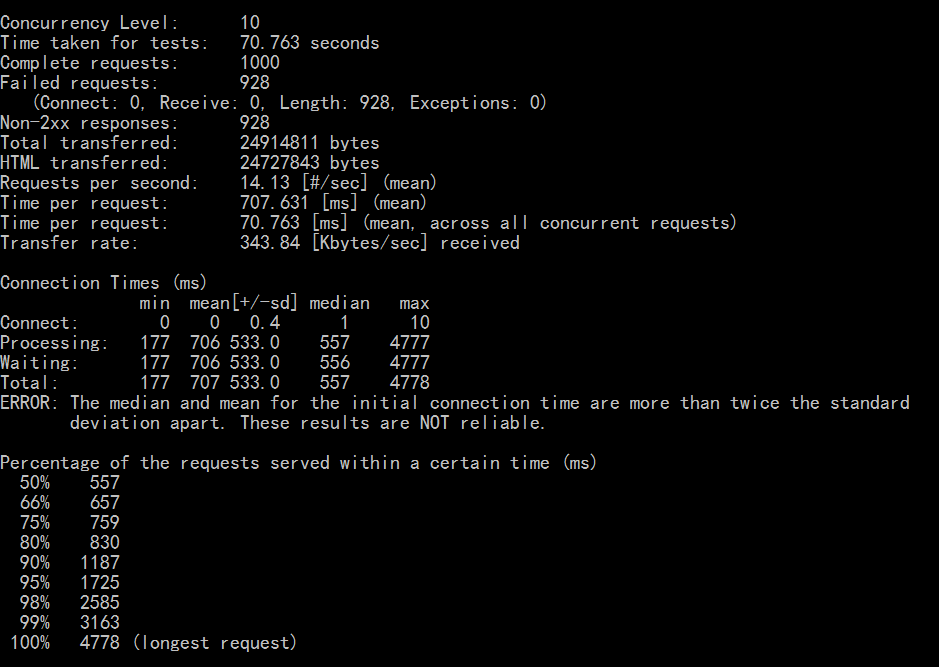 Concurrency Level:      10
Time taken for tests:   70.763 seconds
Complete requests:      1000
Failed requests:        928
   (Connect: 0, Receive: 0, Length: 928, Exceptions: 0)
Non-2xx responses:      928
Total transferred:      24914811 bytes
HTML transferred:       24727843 bytes
Requests per second:    14.13 [#/sec] (mean)
Time per request:       707.631 [ms] (mean)
Time per request:       70.763 [ms] (mean, across all concurrent requests)
Transfer rate:          343.84 [Kbytes/sec] received

Connection Times (ms)
              min  mean[+/-sd] median   max
Connect:        0    0   0.4      1      10
Processing:   177  706 533.0    557    4777
Waiting:      177  706 533.0    556    4777
Total:        177  707 533.0    557    4778
ERROR: The median and mean for the initial connection time are more than twice the standard
       deviation apart. These results are NOT reliable.

Percentage of the requests served within a certain time (ms)
  50%    557
  66%    657
  75%    759
  80%    830
  90%   1187
  95%   1725
  98%   2585
  99%   3163
 100%   4778 (longest request)